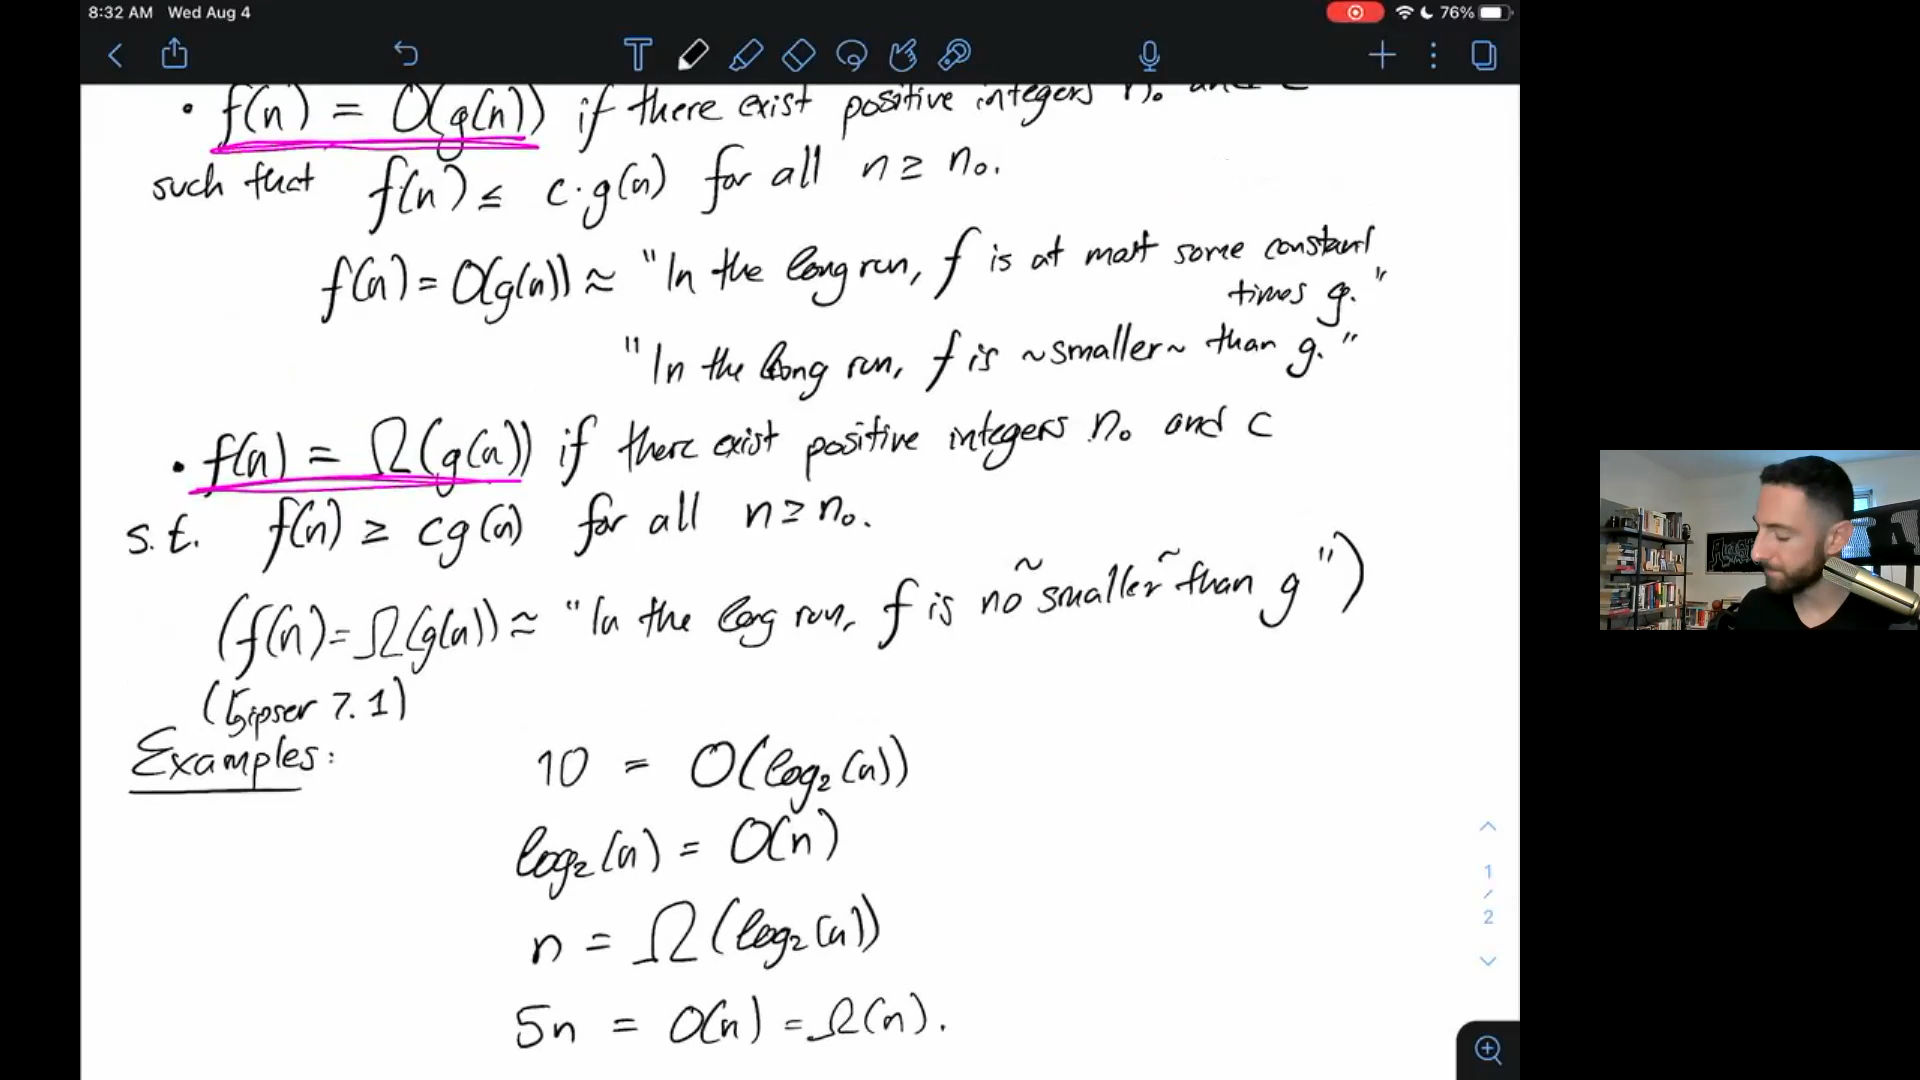 8:32 AM Wed Aug 4
76%
• f(n) = O(g(n)) if there exist positive integers n₀ and c
such that f(n) ≤ c·g(n) for all n ≥ n₀.
f(n) = O(g(n)) ≈ "In the long run, f is at most some constant
times g."
"In the long run, f is ~smaller~ than g."
• f(n) = Ω(g(n)) if there exist positive integers n₀ and c
s.t. f(n) ≥ cg(n) for all n ≥ n₀.
(f(n) = Ω(g(n)) ≈ "In the long run, f is no ~smaller~ than g")
(Sipser 7.1)
Examples:
10 = O(log₂(n))
log₂(n) = O(n)
n = Ω(log₂(n))
5n = O(n) = Ω(n).
1
/
2